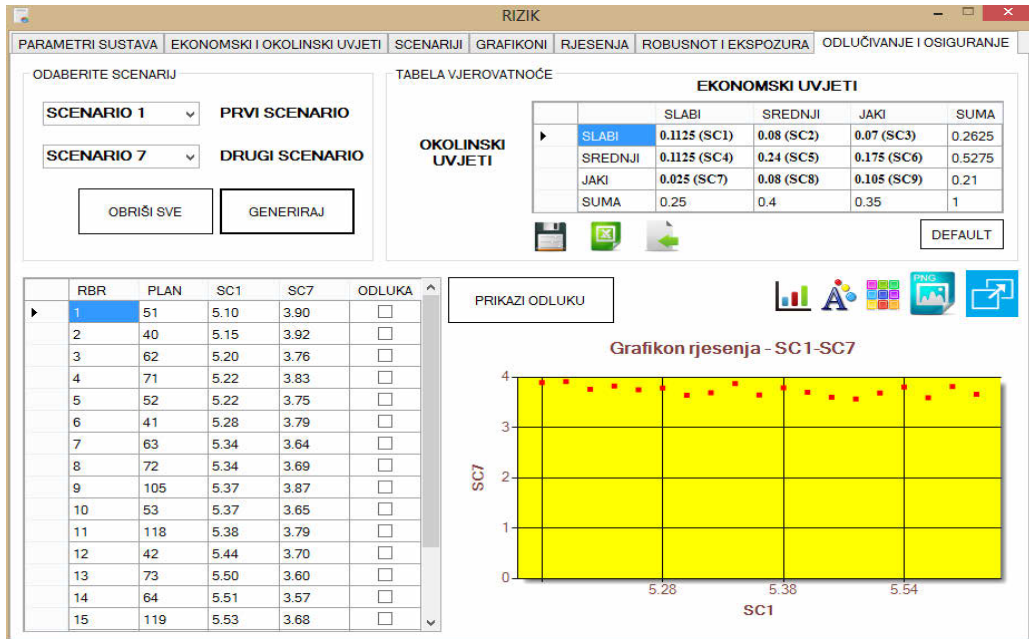 RIZIK
PARAMETRI SUSTAVA EKONOMSKI I OKOLINSKI UVJETI SCENARIJI GRAFIKONI RJESENJA ROBUSNOT I EKSPOZURA ODLUČIVANJE I OSIGURANJE
ODABERITE SCENARIJ
SCENARIO 1 PRVI SCENARIO
SCENARIO 7 DRUGI SCENARIO
OBRIŠI SVE GENERIRAJ
TABELA VJEROVATNOĆE
EKONOMSKI UVJETI
OKOLINSKI
UVJETI
SLABI SREDNJI JAKI SUMA
SLABI 0.1125 (SC1) 0.08 (SC2) 0.07 (SC3) 0.2625
SREDNJI 0.1125 (SC4) 0.24 (SC5) 0.175 (SC6) 0.5275
JAKI 0.025 (SC7) 0.08 (SC8) 0.105 (SC9) 0.21
SUMA 0.25 0.4 0.35 1
DEFAULT
RBR PLAN SC1 SC7 ODLUKA
1 51 5.10 3.90
2 40 5.15 3.92
3 62 5.20 3.76
4 71 5.22 3.83
5 52 5.22 3.75
6 41 5.28 3.79
7 63 5.34 3.64
8 72 5.34 3.69
9 105 5.37 3.87
10 53 5.37 3.65
11 118 5.38 3.79
12 42 5.44 3.70
13 73 5.50 3.60
14 64 5.51 3.57
15 119 5.53 3.68
PRIKAZI ODLUKU
PNG
Grafikon rjesenja - SC1-SC7
4
3
2
1
0
SC7
5.28 5.38 5.54
SC1